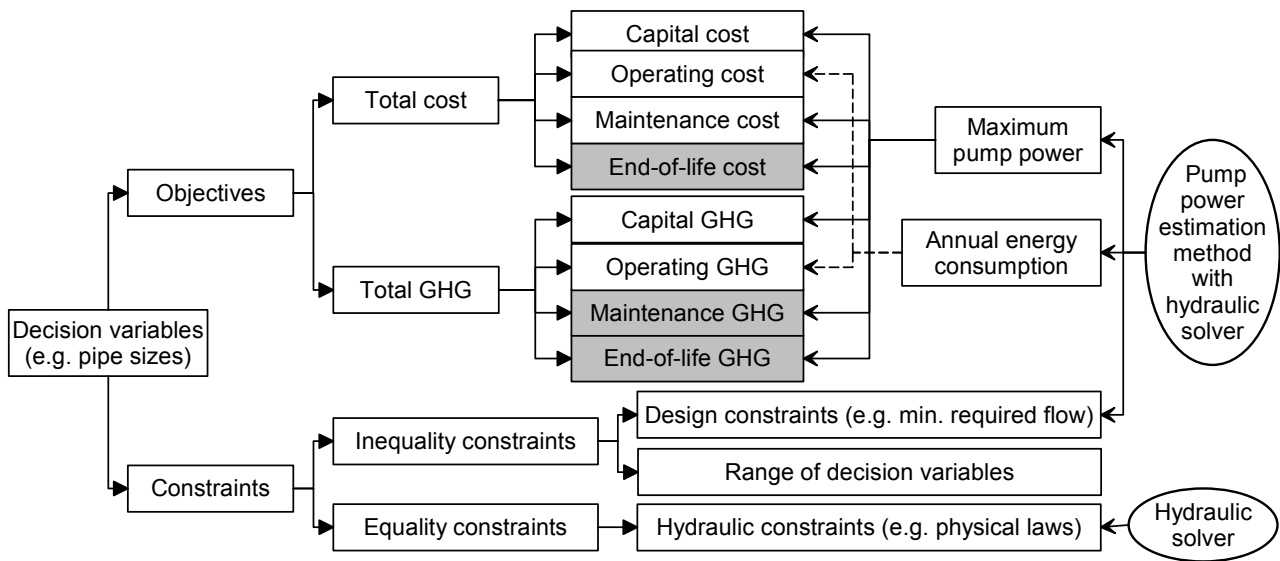 Capital cost
Operating cost
Total cost
Maintenance cost
Maximum
pump power
End-of-life cost
Objectives
Pump
power
estimation
method
with
hydraulic
solver
Capital GHG
Annual energy
consumption
Operating GHG
Total GHG
Maintenance GHG
Decision variables
(e.g. pipe sizes)
End-of-life GHG
Design constraints (e.g. min. required flow)
Inequality constraints
Range of decision variables
Constraints
Equality constraints
Hydraulic constraints (e.g. physical laws)
Hydraulic
solver